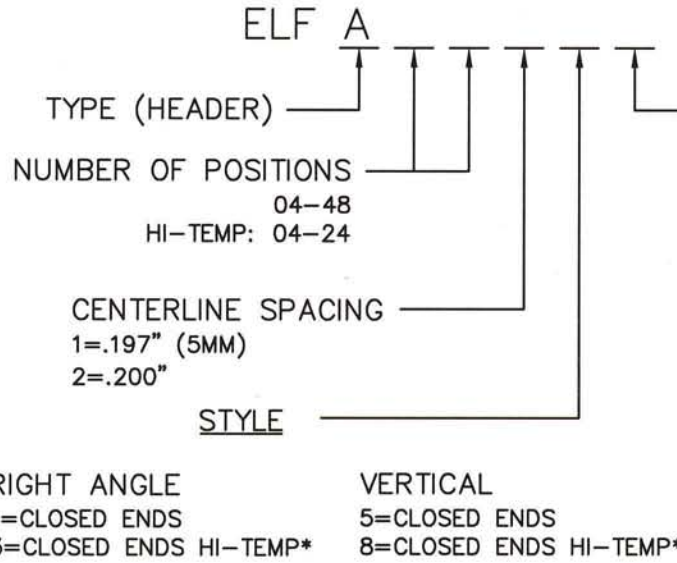 ELF A
TYPE (HEADER)
NUMBER OF POSITIONS
04-48
HI-TEMP: 04-24
CENTERLINE SPACING
1=.197" (5MM)
2=.200"
STYLE
RIGHT ANGLE
=CLOSED ENDS
=CLOSED ENDS HI-TEMP*
VERTICAL
5=CLOSED ENDS
8=CLOSED ENDS HI-TEMP*